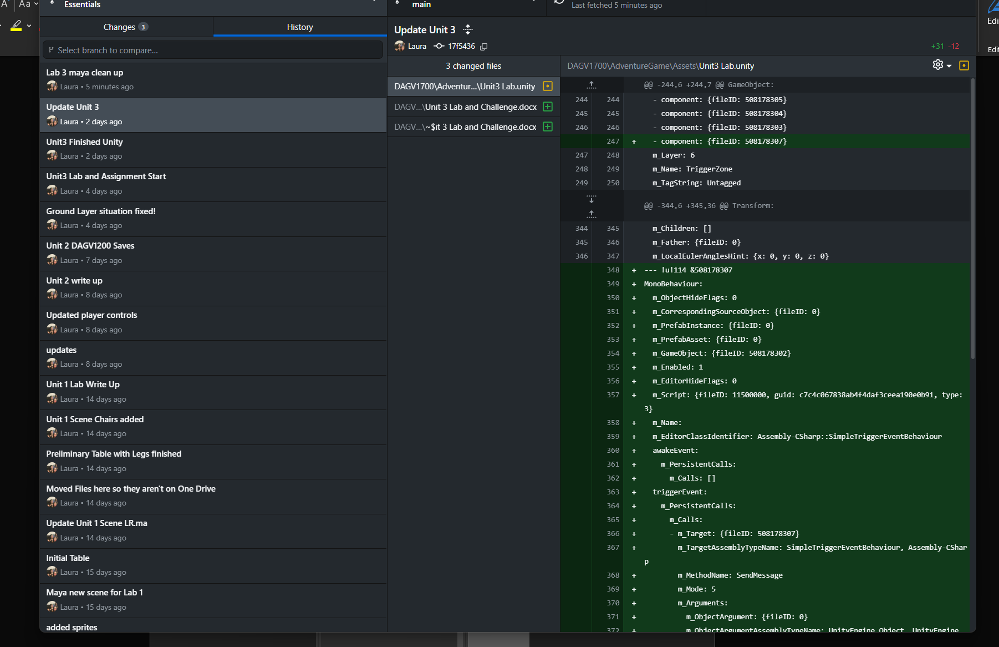 A
Aa
Essentials
main
Last fetched 5 minutes ago
Changes 3
History
Select branch to compare...
Lab 3 maya clean up
Laura • 5 minutes ago
Update Unit 3
Laura • 2 days ago
Unit3 Finished Unity
Laura • 2 days ago
Unit3 Lab and Assignment Start
Laura • 4 days ago
Ground Layer situation fixed!
Laura • 4 days ago
Unit 2 DAGV1200 Saves
Laura • 7 days ago
Unit 2 write up
Laura • 8 days ago
Updated player controls
Laura • 8 days ago
updates
Laura • 8 days ago
Unit 1 Lab Write Up
Laura • 14 days ago
Unit 1 Scene Chairs added
Laura • 14 days ago
Preliminary Table with Legs finished
Laura • 14 days ago
Moved Files here so they aren't on One Drive
Laura • 14 days ago
Update Unit 1 Scene LR.ma
Laura • 14 days ago
Initial Table
Laura • 15 days ago
Maya new scene for Lab 1
Laura • 15 days ago
added sprites
Update Unit 3
Laura 17f5436
+31 -12
3 changed files
DAGV1700\Adventur...\Unit3 Lab.unity
DAGV...\Unit 3 Lab and Challenge.docx
DAGV...\~$it 3 Lab and Challenge.docx
DAGV1700\AdventureGame\Assets\Unit3 Lab.unity
@@ -244,6 +244,7 @@ GameObject:
244 244 - component: {fileID: 508178305}
245 245 - component: {fileID: 508178304}
246 246 - component: {fileID: 508178303}
247 + - component: {fileID: 508178307}
247 248 m_Layer: 6
248 249 m_Name: TriggerZone
249 250 m_TagString: Untagged
@@ -344,6 +345,36 @@ Transform:
344 345 m_Children: []
345 346 m_Father: {fileID: 0}
346 347 m_LocalEulerAnglesHint: {x: 0, y: 0, z: 0}
348 + --- !u!114 &508178307
349 + MonoBehaviour:
350 + m_ObjectHideFlags: 0
351 + m_CorrespondingSourceObject: {fileID: 0}
352 + m_PrefabInstance: {fileID: 0}
353 + m_PrefabAsset: {fileID: 0}
354 + m_GameObject: {fileID: 508178302}
355 + m_Enabled: 1
356 + m_EditorHideFlags: 0
357 + m_Script: {fileID: 11500000, guid: c7c4c067838ab4f4daf3ceea190e0b91, type:
3}
358 + m_Name:
359 + m_EditorClassIdentifier: Assembly-CSharp::SimpleTriggerEventBehaviour
360 + awakeEvent:
361 + m_PersistentCalls:
362 + m_Calls: []
363 + triggerEvent:
364 + m_PersistentCalls:
365 + m_Calls:
366 + - m_Target: {fileID: 508178307}
367 + m_TargetAssemblyTypeName: SimpleTriggerEventBehaviour, Assembly-CShar
p
368 + m_MethodName: SendMessage
369 + m_Mode: 5
370 + m_Arguments:
371 + m_ObjectArgument: {fileID: 0}
372 + m_ObjectArgumentAssemblyTypeName: UnityEngine.Object, UnityEngine
Edi
Edit